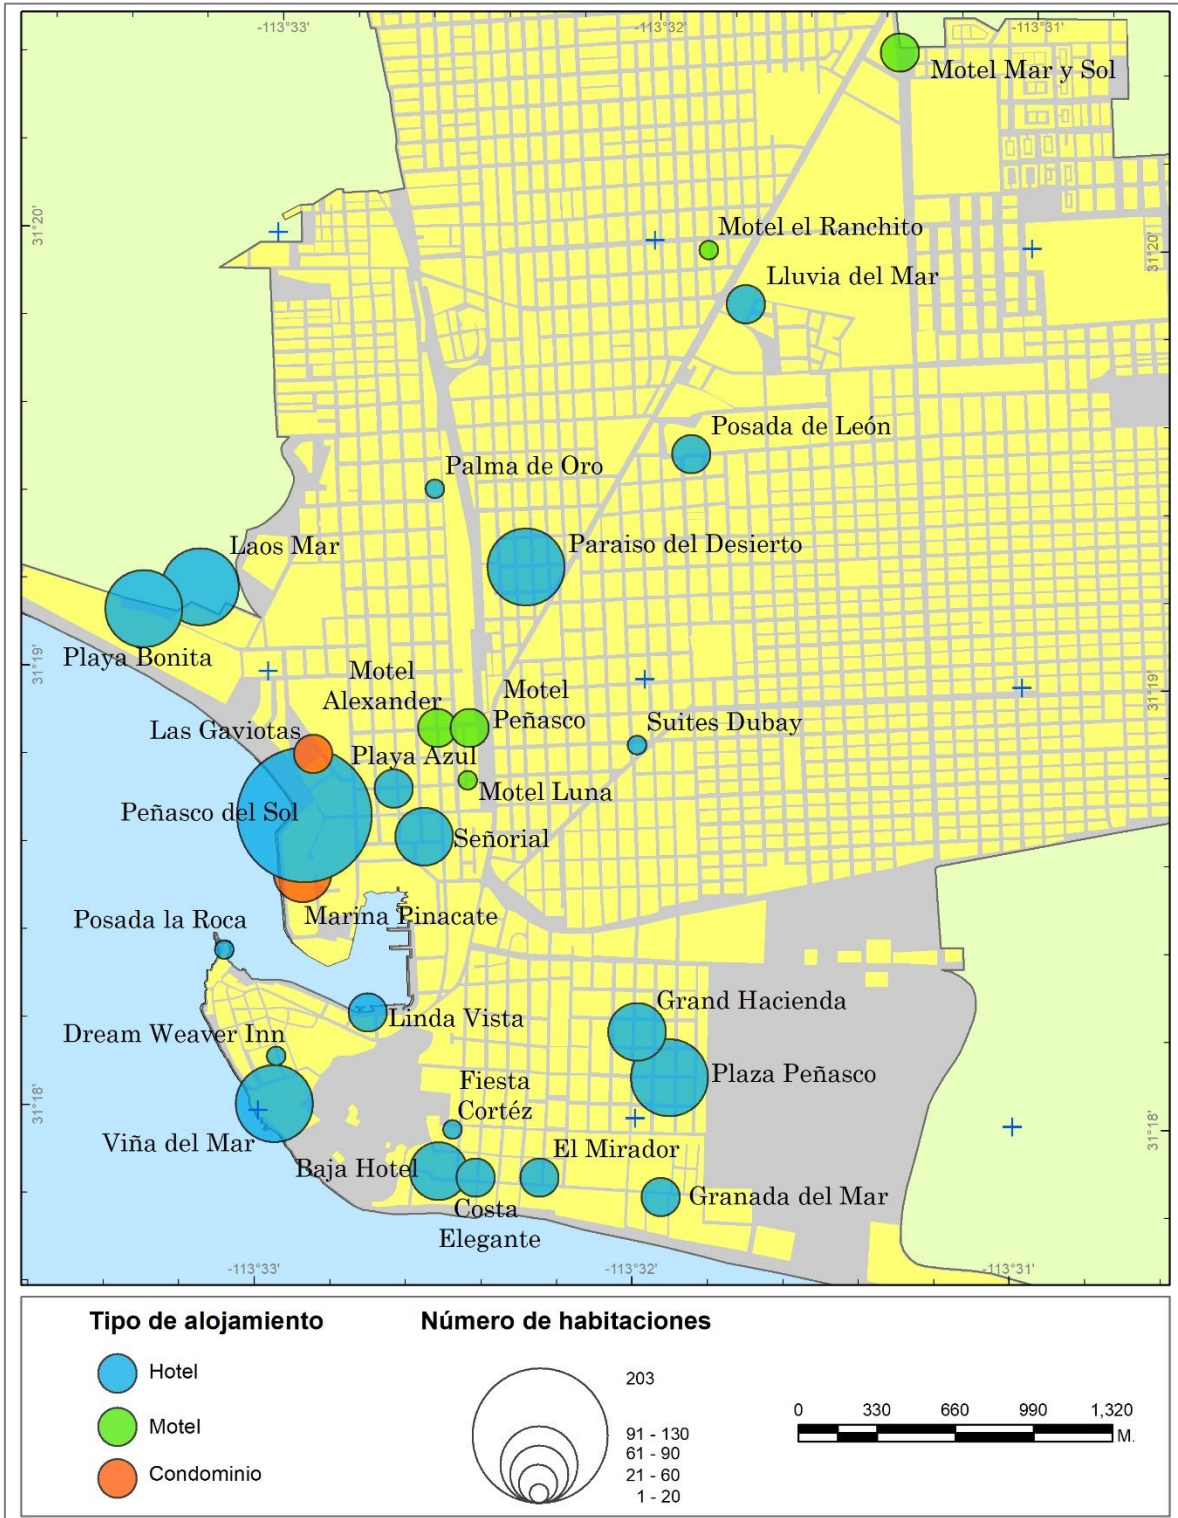 -113°33'
-113°32'
-113°31'
Motel Mar y Sol
31°20'
31°20'
Motel el Ranchito
Lluvia del Mar
Posada de León
Palma de Oro
Laos Mar
Paraiso del Desierto
Playa Bonita
31°19'
31°19'
Motel
Alexander
Motel
Peñasco
Las Gaviotas
Suites Dubay
Playa Azul
Motel Luna
Peñasco del Sol
Señorial
Marina Pinacate
Posada la Roca
Grand Hacienda
Linda Vista
Dream Weaver Inn
Plaza Peñasco
Fiesta
Cortéz
31°18'
31°18'
Viña del Mar
El Mirador
Baja Hotel
Granada del Mar
Costa
Elegante
-113°33'
-113°32'
-113°31'
Tipo de alojamiento
Hotel
Motel
Condominio
Número de habitaciones
203
91 - 130
61 - 90
21 - 60
1 - 20
0 330 660 990 1,320
M.